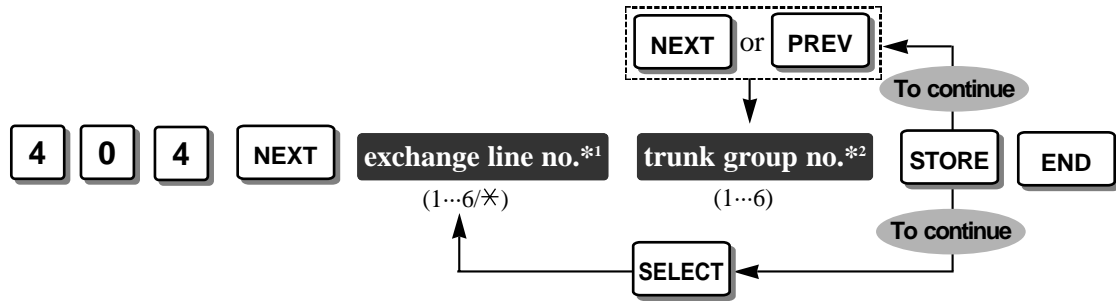 NEXT or PREV
To continue
4 0 4 NEXT exchange line no.*1 trunk group no.*2 STORE END
(1···6/✳) (1···6)
To continue
SELECT